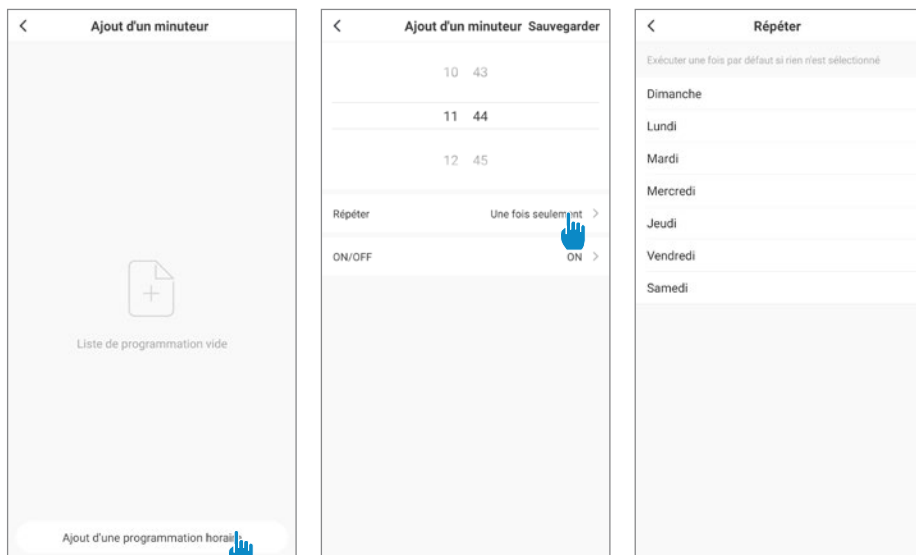 Ajout d'un minuteur
Liste de programmation vide
Ajout d'une programmation horaire
Ajout d'un minuteur Sauvegarder
10 43
11 44
12 45
Répéter Une fois seulement
ON/OFF ON
Répéter
Exécuter une fois par défaut si rien n'est sélectionné
Dimanche
Lundi
Mardi
Mercredi
Jeudi
Vendredi
Samedi